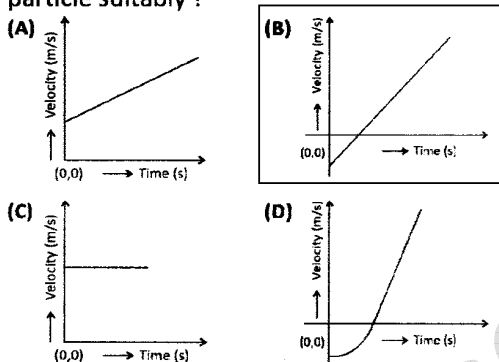 particle suitably ?
(A)
Velocity (m/s)
(0,0)
Time (s)
(B)
Velocity (m/s)
(0,0)
Time (s)
(C)
Velocity (m/s)
(0,0)
Time (s)
(D)
Velocity (m/s)
(0,0)
Time (s)